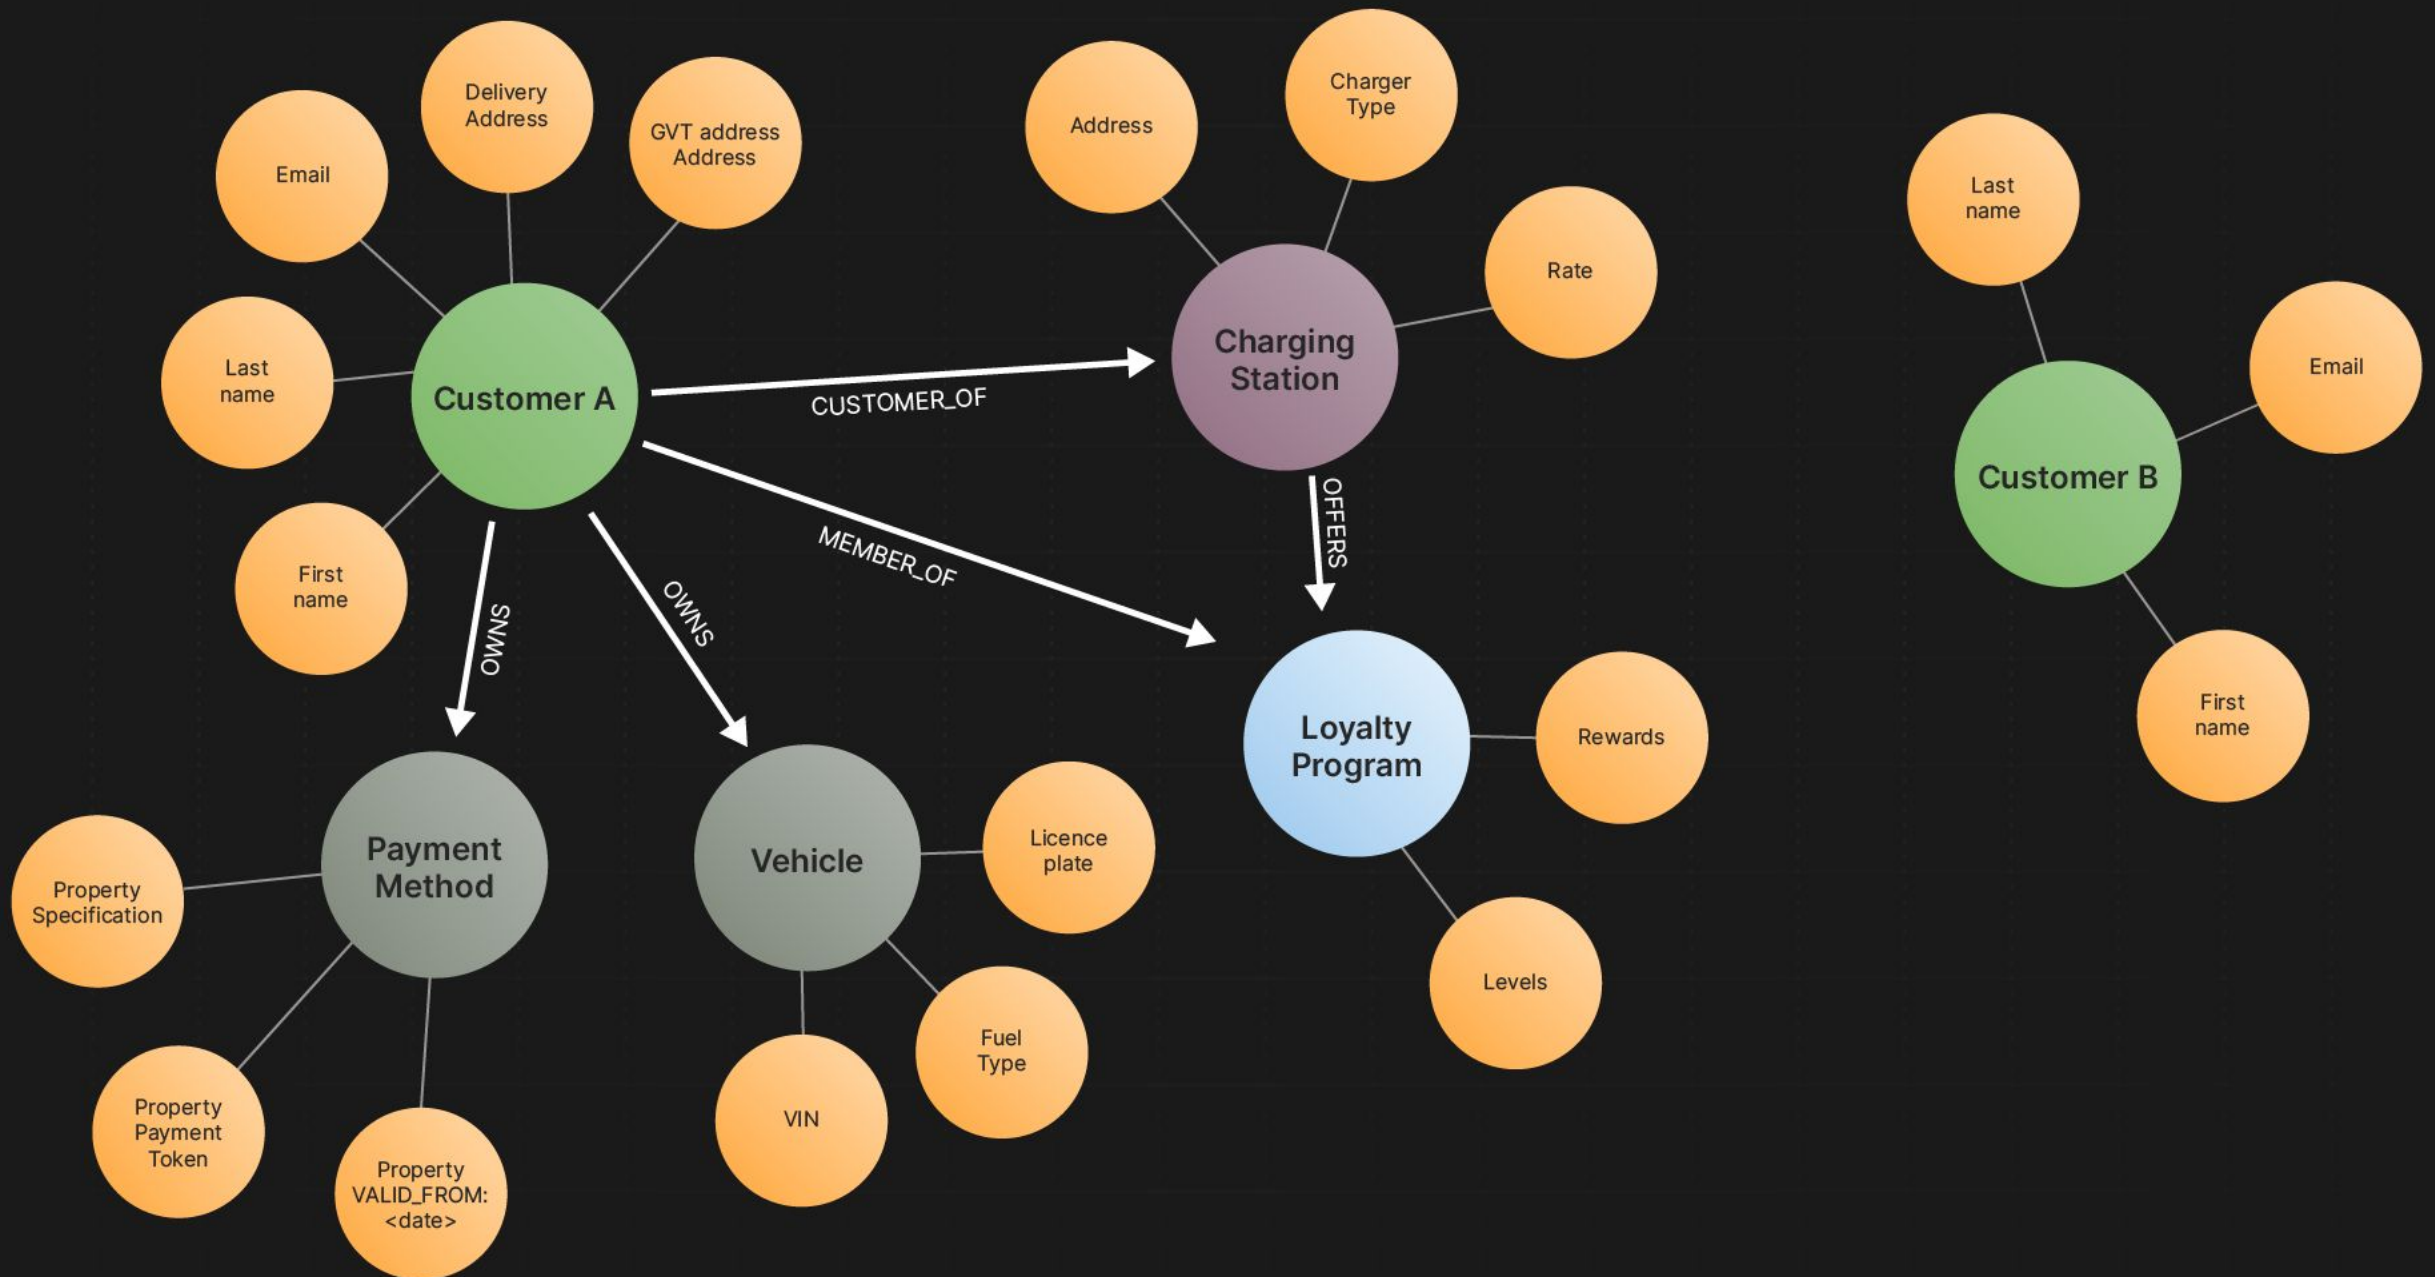 Delivery
Address
GVT address
Address
Email
Last
name
Customer A
First
name
CUSTOMER_OF
MEMBER_OF
OWNS
OWNS
Address
Charger
Type
Rate
Charging
Station
OFFERS
Loyalty
Program
Rewards
Levels
Payment
Method
Property
Specification
Property
Payment
Token
Property
VALID_FROM:
<date>
Vehicle
Licence
plate
Fuel
Type
VIN
Last
name
Email
Customer B
First
name